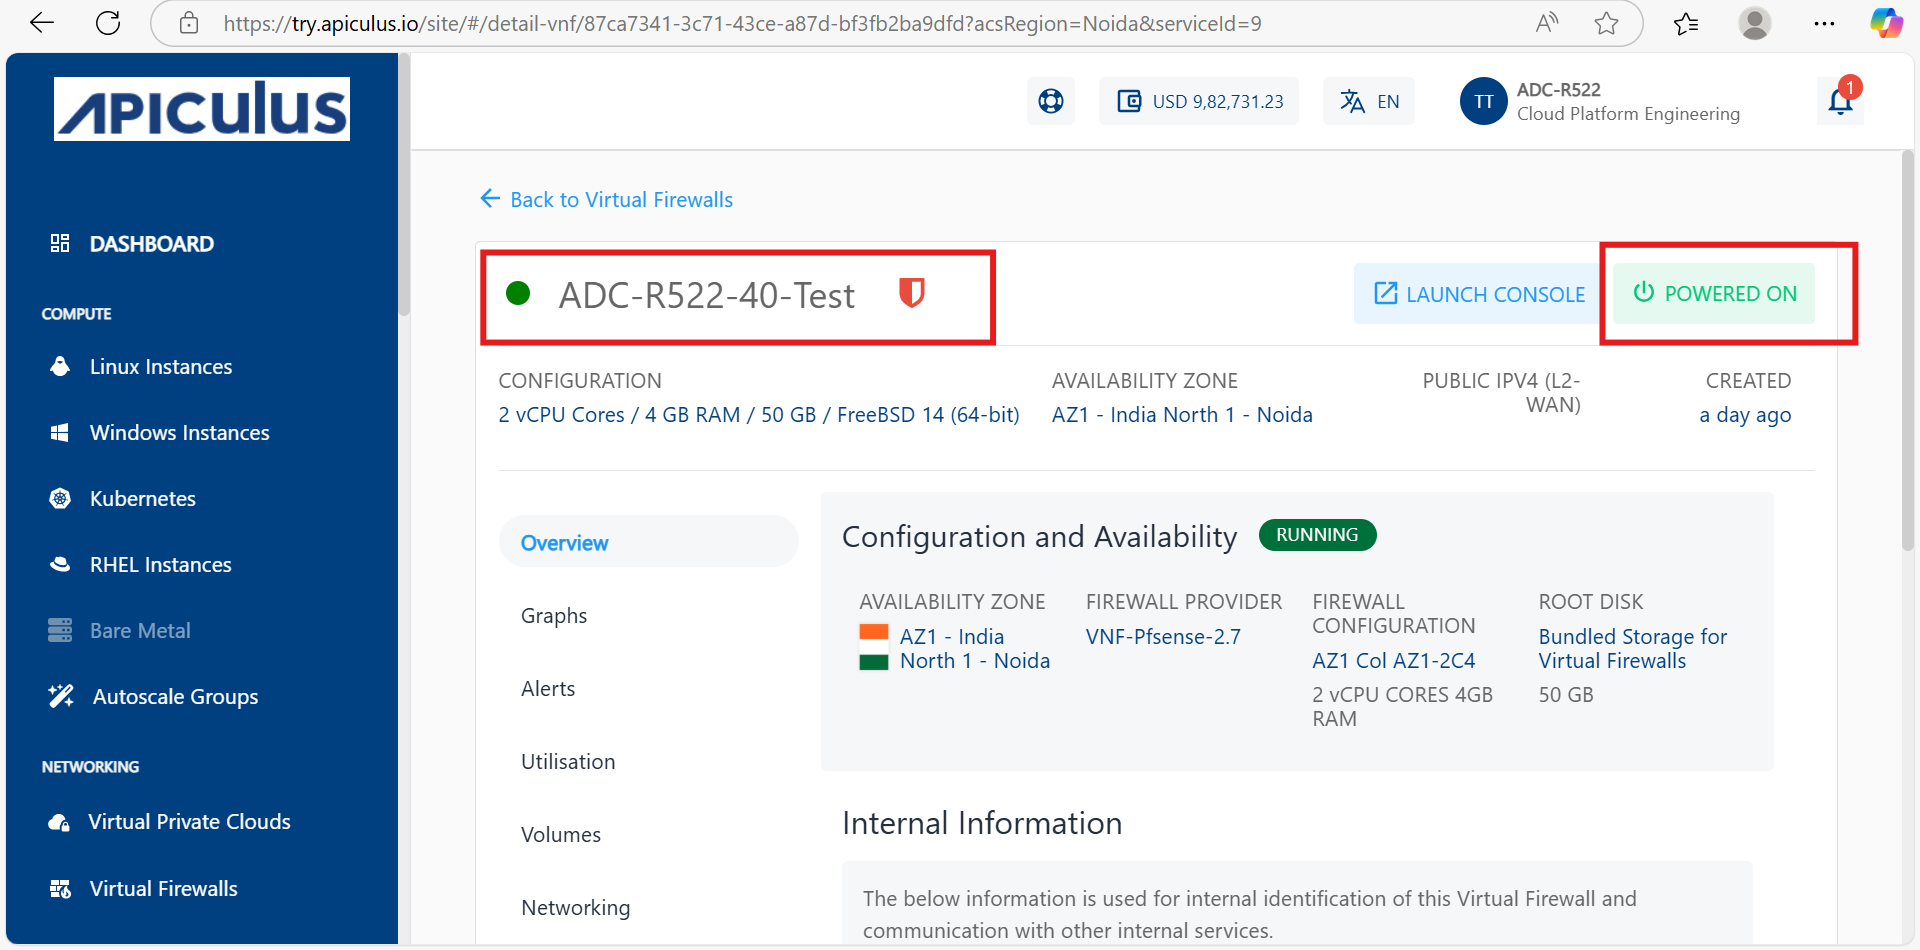 https://try.apiculus.io/site/#/detail-vnf/87ca7341-3c71-43ce-a87d-bf3fb2ba9dfd?acsRegion=Noida&serviceId=9
APICULUS
USD 9,82,731.23
EN
TT
ADC-R522
Cloud Platform Engineering
1
DASHBOARD
COMPUTE
Linux Instances
Windows Instances
Kubernetes
RHEL Instances
Bare Metal
Autoscale Groups
NETWORKING
Virtual Private Clouds
Virtual Firewalls
Back to Virtual Firewalls
ADC-R522-40-Test
LAUNCH CONSOLE
POWERED ON
CONFIGURATION
2 vCPU Cores / 4 GB RAM / 50 GB / FreeBSD 14 (64-bit)
AVAILABILITY ZONE
AZ1 - India North 1 - Noida
PUBLIC IPV4 (L2-
WAN)
CREATED
a day ago
Overview
Graphs
Alerts
Utilisation
Volumes
Networking
Configuration and Availability
RUNNING
AVAILABILITY ZONE
AZ1 - India
North 1 - Noida
FIREWALL PROVIDER
VNF-Pfsense-2.7
FIREWALL
CONFIGURATION
AZ1 Col AZ1-2C4
2 vCPU CORES 4GB
RAM
ROOT DISK
Bundled Storage for
Virtual Firewalls
50 GB
Internal Information
The below information is used for internal identification of this Virtual Firewall and
communication with other internal services.